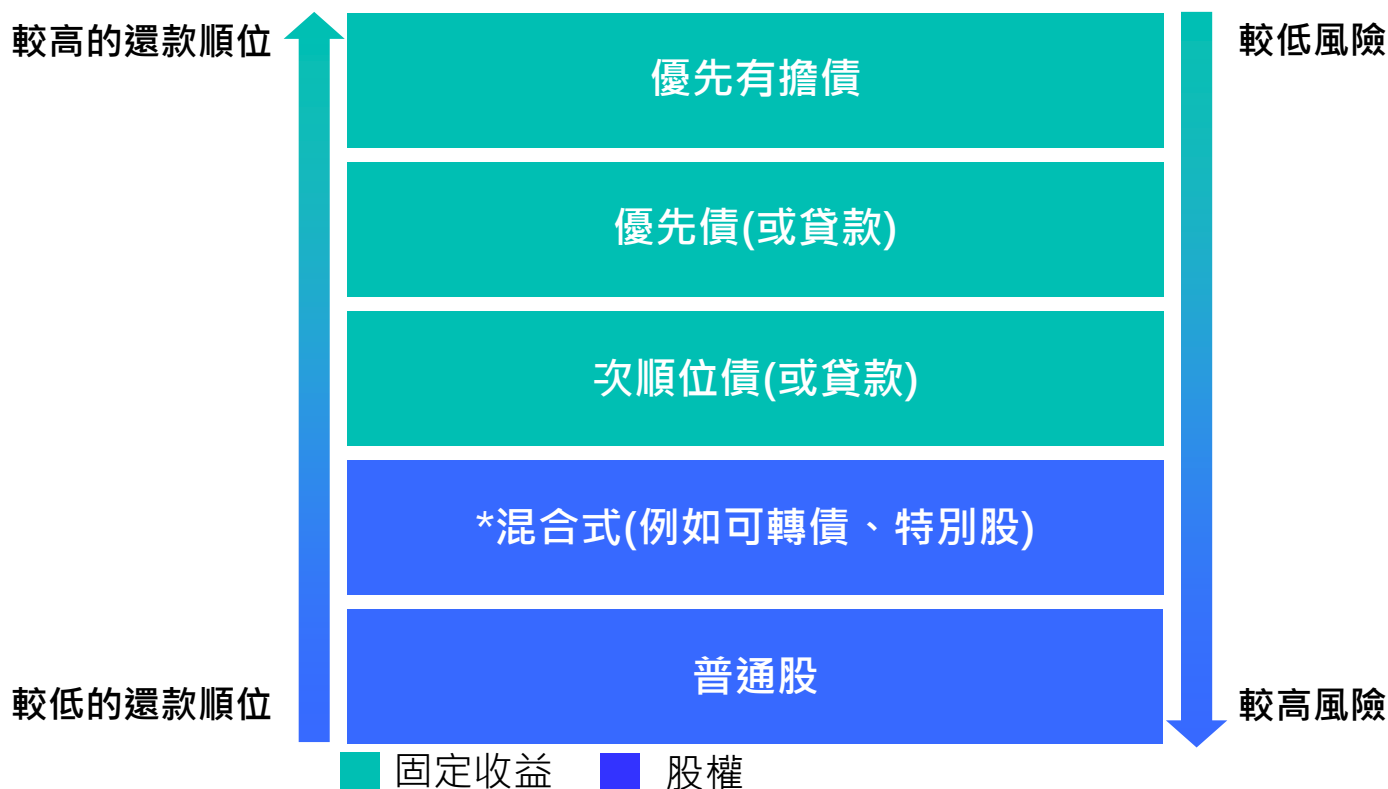 較高的還款順位
較低風險
優先有擔債
優先債(或貸款)
次順位債(或貸款)
*混合式(例如可轉債、特別股)
普通股
較低的還款順位
較高風險
固定收益
股權